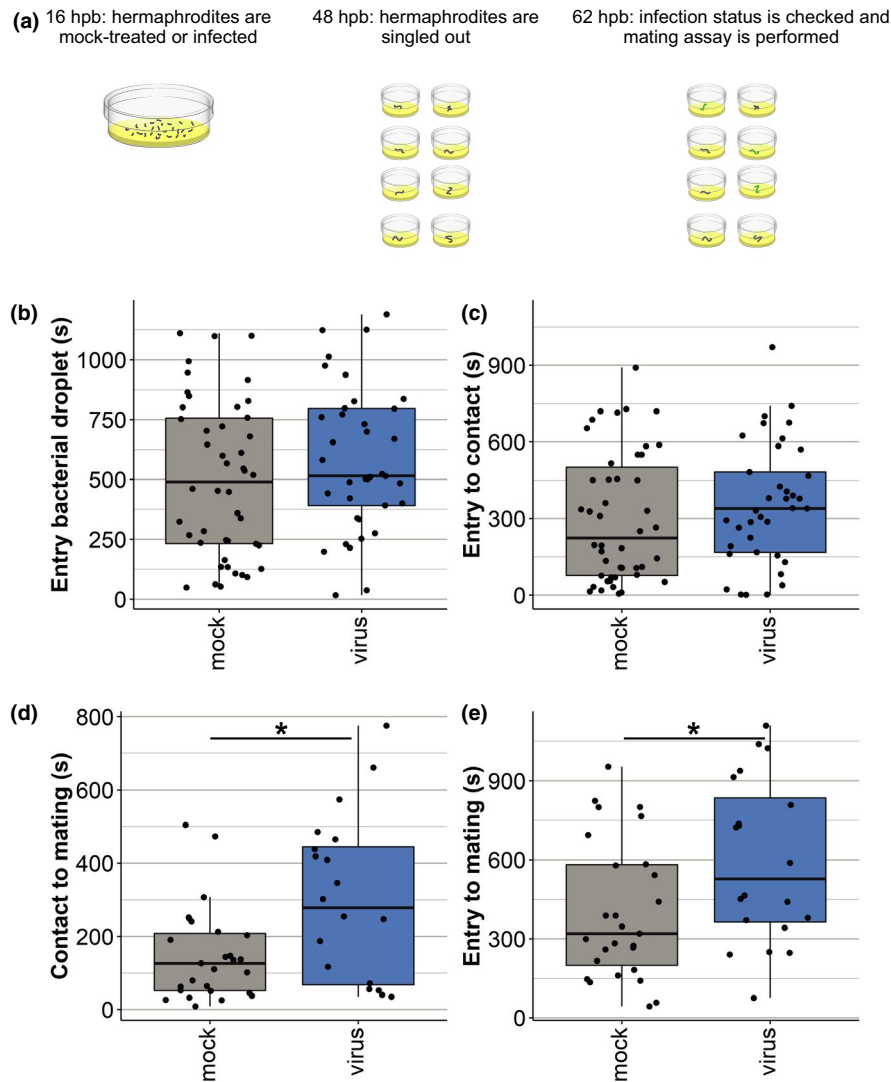 (a) 16 hpb: hermaphrodites are
mock-treated or infected
48 hpb: hermaphrodites are
singled out
62 hpb: infection status is checked and
mating assay is performed
(b)
Entry bacterial droplet (s)
1000
750
500
250
0
mock
virus
(c)
Entry to contact (s)
900
600
300
0
mock
virus
(d)
Contact to mating (s)
800
600
400
200
0
*
mock
virus
(e)
Entry to mating (s)
900
600
300
0
*
mock
virus